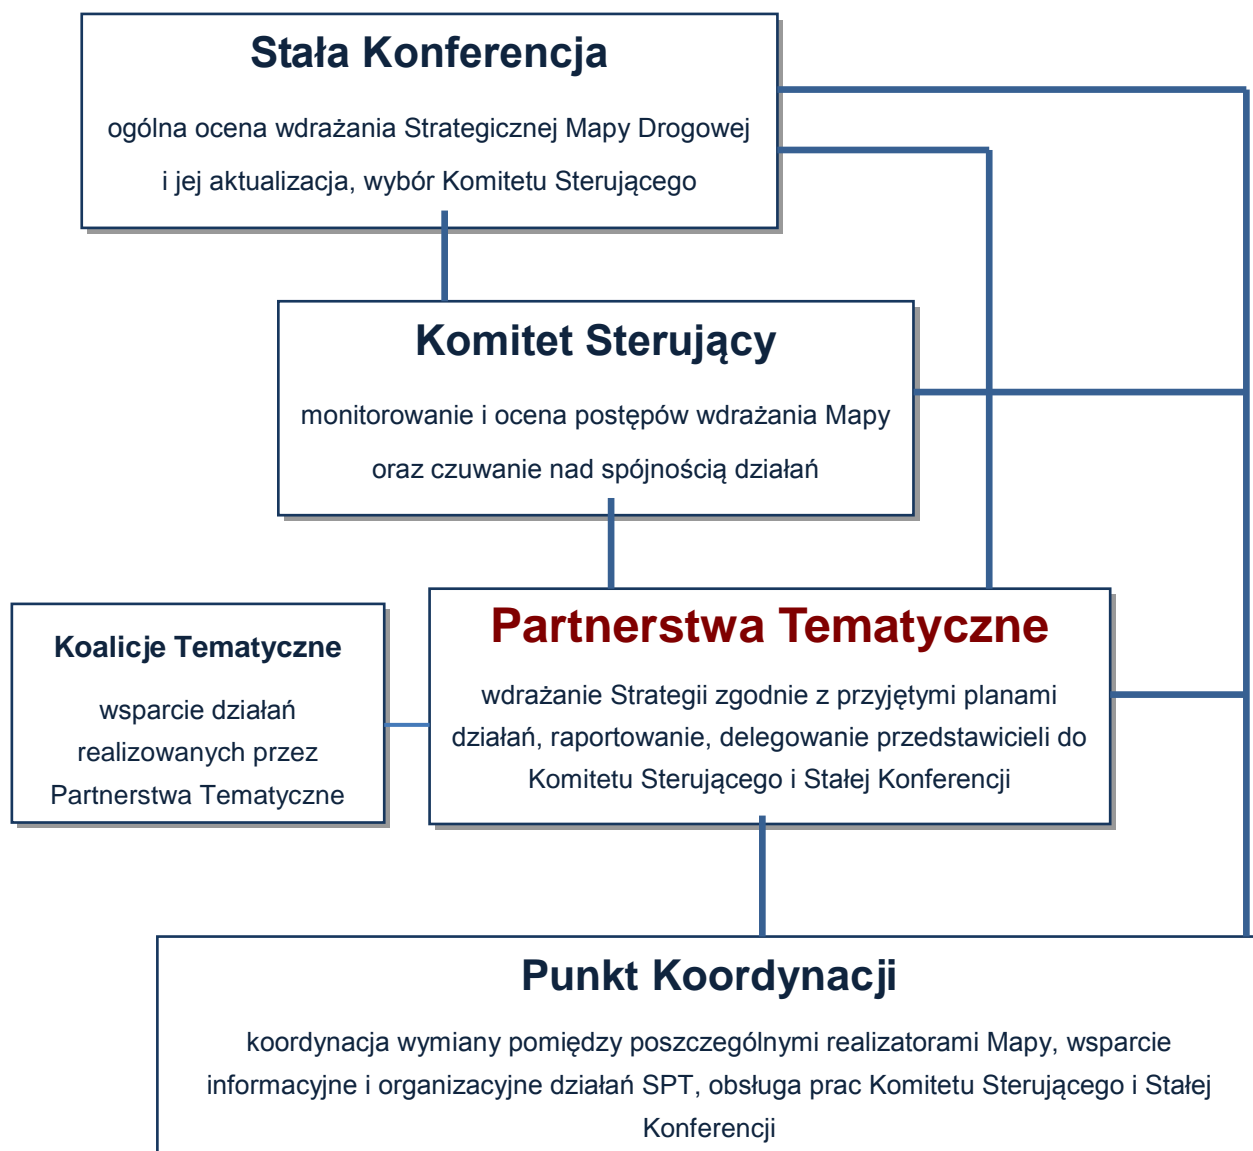 Stała Konferencja
ogólna ocena wdrażania Strategicznej Mapy Drogowej
i jej aktualizacja, wybór Komitetu Sterującego
Komitet Sterujący
monitorowanie i ocena postępów wdrażania Mapy
oraz czuwanie nad spójnością działań
Koalicje Tematyczne
wsparcie działań
realizowanych przez
Partnerstwa Tematyczne
Partnerstwa Tematyczne
wdrażanie Strategii zgodnie z przyjętymi planami
działań, raportowanie, delegowanie przedstawicieli do
Komitetu Sterującego i Stałej Konferencji
Punkt Koordynacji
koordynacja wymiany pomiędzy poszczególnymi realizatorami Mapy, wsparcie
informacyjne i organizacyjne działań SPT, obsługa prac Komitetu Sterującego i Stałej
Konferencji